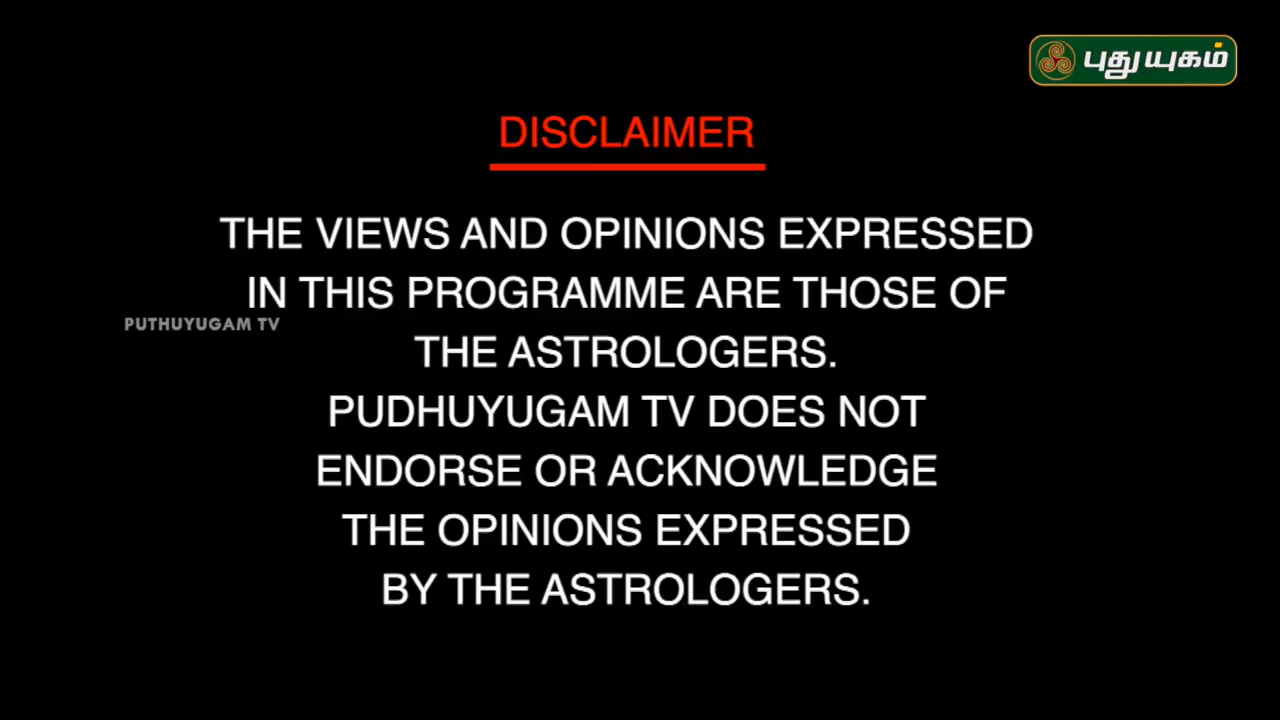 புதுயுகம்
DISCLAIMER
THE VIEWS AND OPINIONS EXPRESSED
IN THIS PROGRAMME ARE THOSE OF
PUTHUYUGAM TV
THE ASTROLOGERS.
PUDHUYUGAM TV DOES NOT
ENDORSE OR ACKNOWLEDGE
THE OPINIONS EXPRESSED
BY THE ASTROLOGERS.